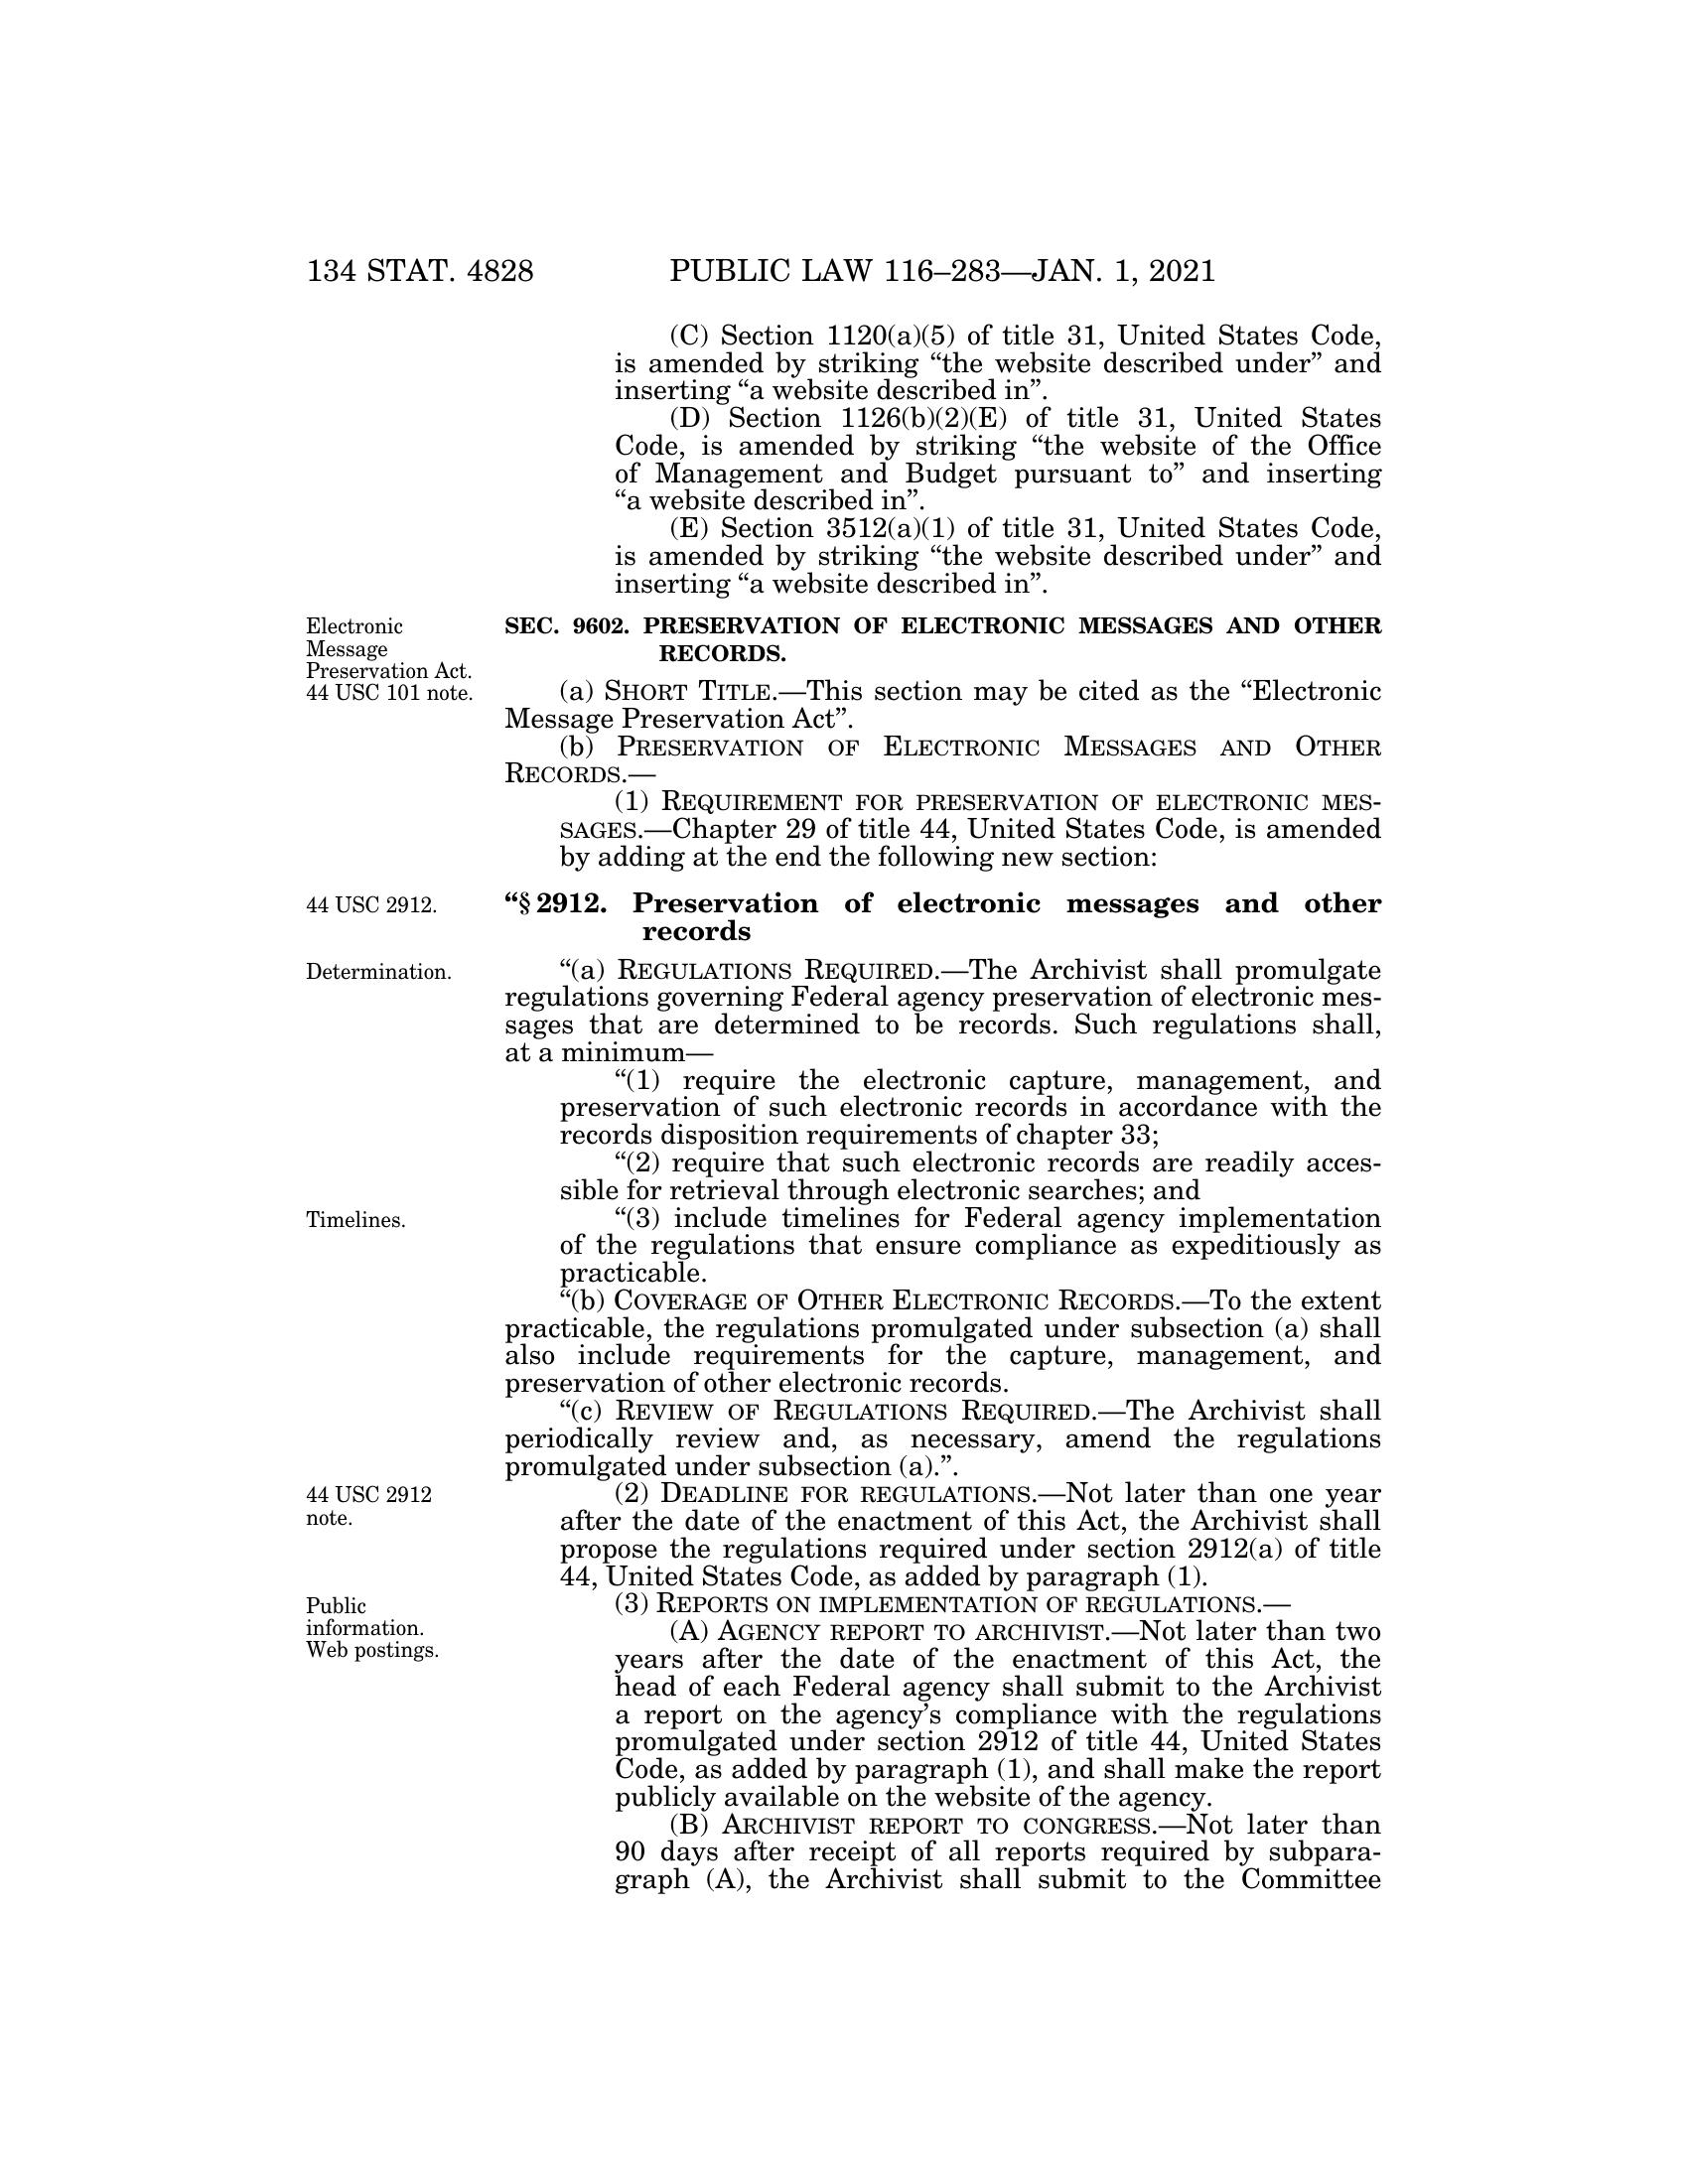 134 STAT. 4828
PUBLIC LAW 116–283—JAN. 1, 2021
(C) Section 1120(a)(5) of title 31, United States Code,
is amended by striking “the website described under” and
inserting “a website described in”.
(D) Section 1126(b)(2)(E) of title 31, United States
Code, is amended by striking “the website of the Office
of Management and Budget pursuant to” and inserting
“a website described in”.
(E) Section 3512(a)(1) of title 31, United States Code,
is amended by striking “the website described under” and
inserting “a website described in”.
Electronic
Message
Preservation Act.
44 USC 101 note.
SEC. 9602. PRESERVATION OF ELECTRONIC MESSAGES AND OTHER
RECORDS.
(a) SHORT TITLE.—This section may be cited as the “Electronic
Message Preservation Act”.
(b) PRESERVATION OF ELECTRONIC MESSAGES AND OTHER
RECORDS.—
(1) REQUIREMENT FOR PRESERVATION OF ELECTRONIC MES-
SAGES.—Chapter 29 of title 44, United States Code, is amended
by adding at the end the following new section:
44 USC 2912.
“§ 2912. Preservation of electronic messages and other
records
Determination.
“(a) REGULATIONS REQUIRED.—The Archivist shall promulgate
regulations governing Federal agency preservation of electronic mes-
sages that are determined to be records. Such regulations shall,
at a minimum—
“(1) require the electronic capture, management, and
preservation of such electronic records in accordance with the
records disposition requirements of chapter 33;
“(2) require that such electronic records are readily acces-
sible for retrieval through electronic searches; and
Timelines.
“(3) include timelines for Federal agency implementation
of the regulations that ensure compliance as expeditiously as
practicable.
“(b) COVERAGE OF OTHER ELECTRONIC RECORDS.—To the extent
practicable, the regulations promulgated under subsection (a) shall
also include requirements for the capture, management, and
preservation of other electronic records.
“(c) REVIEW OF REGULATIONS REQUIRED.—The Archivist shall
periodically review and, as necessary, amend the regulations
promulgated under subsection (a).”.
44 USC 2912
note.
(2) DEADLINE FOR REGULATIONS.—Not later than one year
after the date of the enactment of this Act, the Archivist shall
propose the regulations required under section 2912(a) of title
44, United States Code, as added by paragraph (1).
Public
information.
Web postings.
(3) REPORTS ON IMPLEMENTATION OF REGULATIONS.—
(A) AGENCY REPORT TO ARCHIVIST.—Not later than two
years after the date of the enactment of this Act, the
head of each Federal agency shall submit to the Archivist
a report on the agency’s compliance with the regulations
promulgated under section 2912 of title 44, United States
Code, as added by paragraph (1), and shall make the report
publicly available on the website of the agency.
(B) ARCHIVIST REPORT TO CONGRESS.—Not later than
90 days after receipt of all reports required by subpara-
graph (A), the Archivist shall submit to the Committee